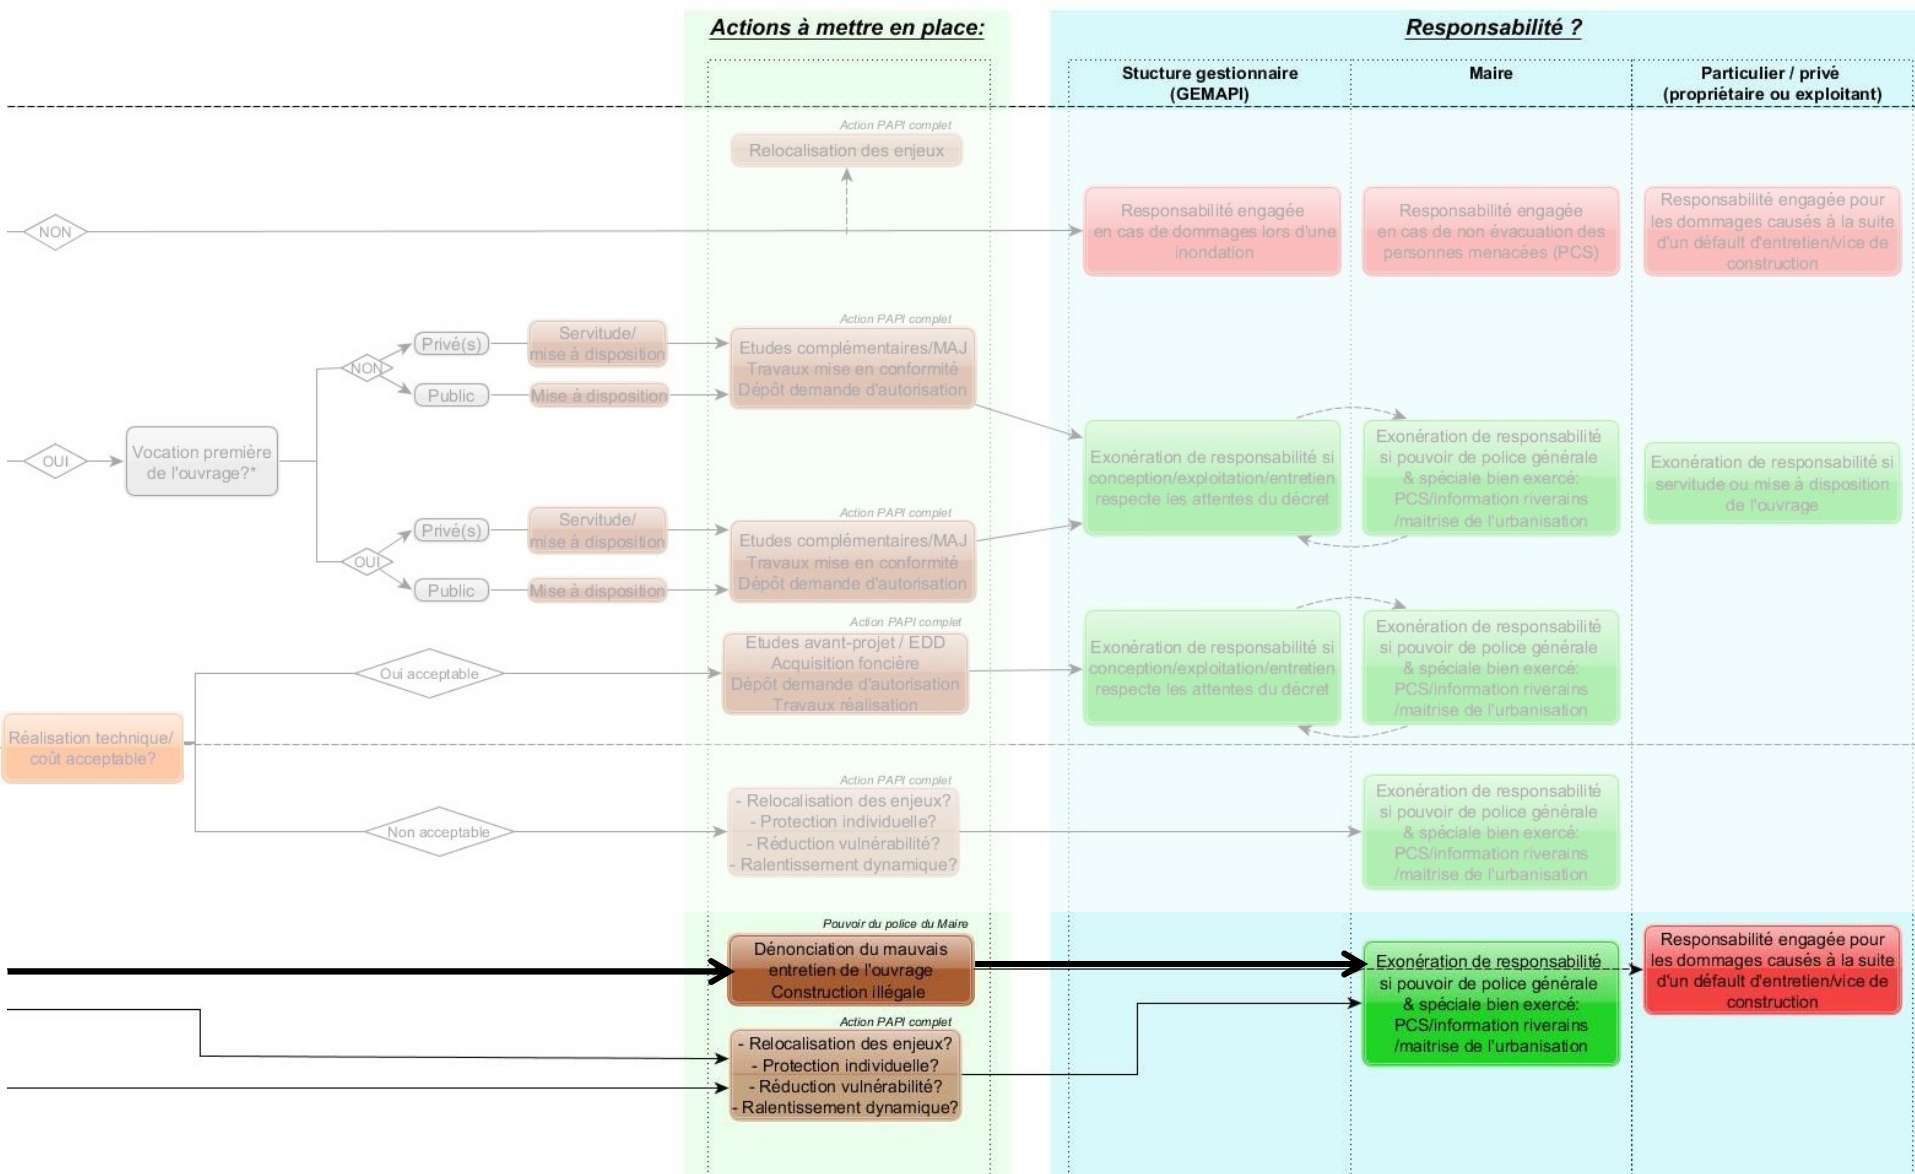 Actions à mettre en place:
Responsabilité ?
Stucture gestionnaire
(GEMAPI)
Maire
Particulier / privé
(propriétaire ou exploitant)
Action PAPI complet
Relocalisation des enjeux
NON
Responsabilité engagée
en cas de dommages lors d'une
inondation
Responsabilité engagée
en cas de non évacuation des
personnes menacées (PCS)
Responsabilité engagée pour
les dommages causés à la suite
d'un défault d'entretien/vice de
construction
OUI
Vocation première
de l'ouvrage?*
NON
Privé(s)
Servitude/
mise à disposition
Public
Mise à disposition
Action PAPI complet
Etudes complémentaires/MAJ
Travaux mise en conformité
Dépôt demande d'autorisation
OUI
Privé(s)
Servitude/
mise à disposition
Public
Mise à disposition
Action PAPI complet
Etudes complémentaires/MAJ
Travaux mise en conformité
Dépôt demande d'autorisation
Exonération de responsabilité si
conception/exploitation/entretien
respecte les attentes du décret
Exonération de responsabilité
si pouvoir de police générale
& spéciale bien exercé:
PCS/information riverains
/maitrise de l'urbanisation
Exonération de responsabilité si
servitude ou mise à disposition
de l'ouvrage
Réalisation technique/
coût acceptable?
Oui acceptable
Action PAPI complet
Etudes avant-projet / EDD
Acquisition foncière
Dépôt demande d'autorisation
Travaux réalisation
Exonération de responsabilité si
conception/exploitation/entretien
respecte les attentes du décret
Exonération de responsabilité
si pouvoir de police générale
& spéciale bien exercé:
PCS/information riverains
/maitrise de l'urbanisation
Non acceptable
Action PAPI complet
- Relocalisation des enjeux?
- Protection individuelle?
- Réduction vulnérabilité?
- Ralentissement dynamique?
Exonération de responsabilité
si pouvoir de police générale
& spéciale bien exercé:
PCS/information riverains
/maitrise de l'urbanisation
Pouvoir du police du Maire
Dénonciation du mauvais
entretien de l'ouvrage
Construction illégale
Exonération de responsabilité
si pouvoir de police générale
& spéciale bien exercé:
PCS/information riverains
/maitrise de l'urbanisation
Responsabilité engagée pour
les dommages causés à la suite
d'un défault d'entretien/vice de
construction
Action PAPI complet
- Relocalisation des enjeux?
- Protection individuelle?
- Réduction vulnérabilité?
- Ralentissement dynamique?